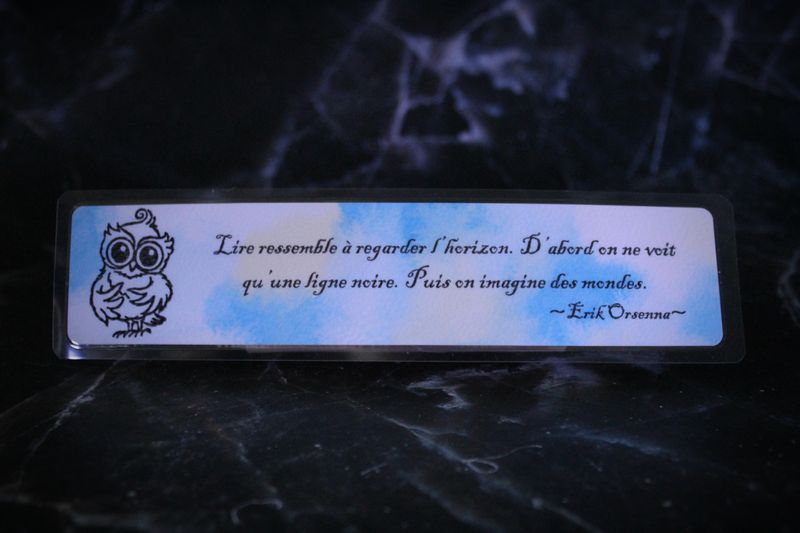 Lire ressemble à regarder l'horizon. D'abord on ne voit
qu'une ligne noire. Puis on imagine des mondes.
~Erik Orsenna~